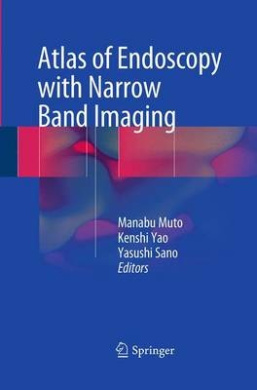 Atlas of Endoscopy
with Narrow
Band Imaging
Manabu Muto
Kenshi Yao
Yasushi Sano
Editors
Springer